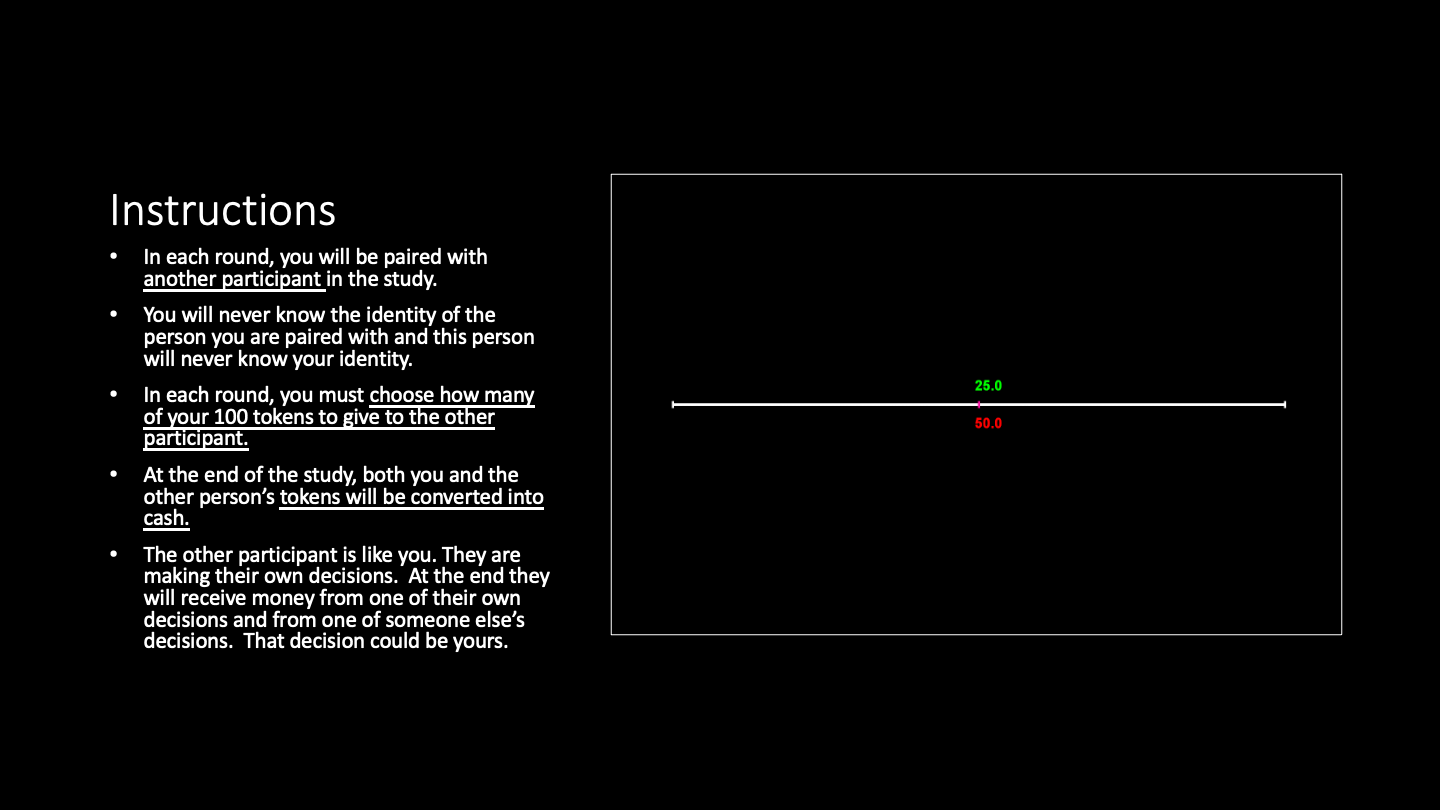 Instructions
• In each round, you will be paired with
another participant in the study.
• You will never know the identity of the
person you are paired with and this person
will never know your identity.
• In each round, you must choose how many
of your 100 tokens to give to the other
participant.
• At the end of the study, both you and the
other person’s tokens will be converted into
cash.
• The other participant is like you. They are
making their own decisions.  At the end they
will receive money from one of their own
decisions and from one of someone else’s
decisions.  That decision could be yours.
25.0
50.0